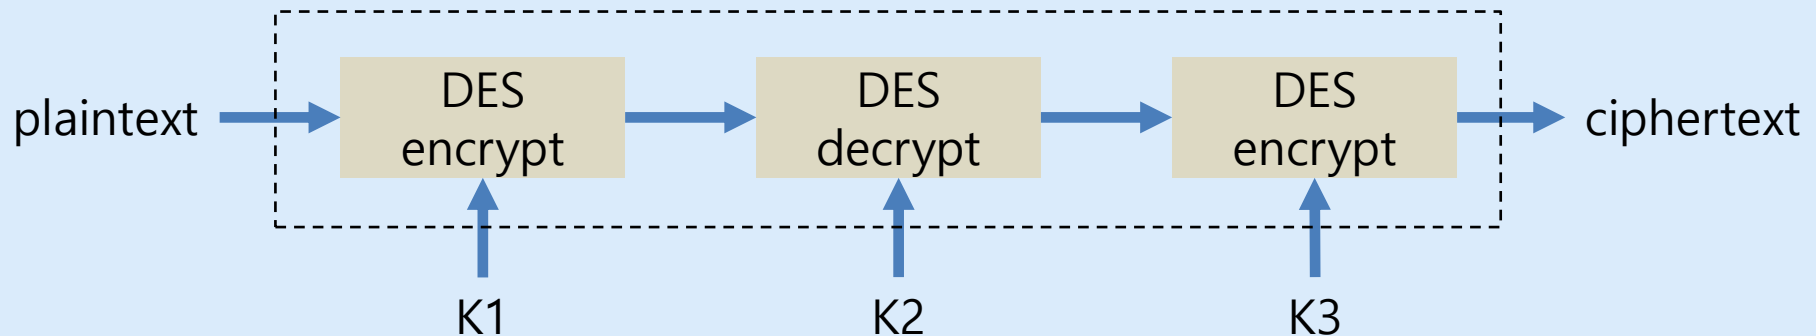 plaintext
DES
encrypt
DES
decrypt
DES
encrypt
ciphertext
K1
K2
K3